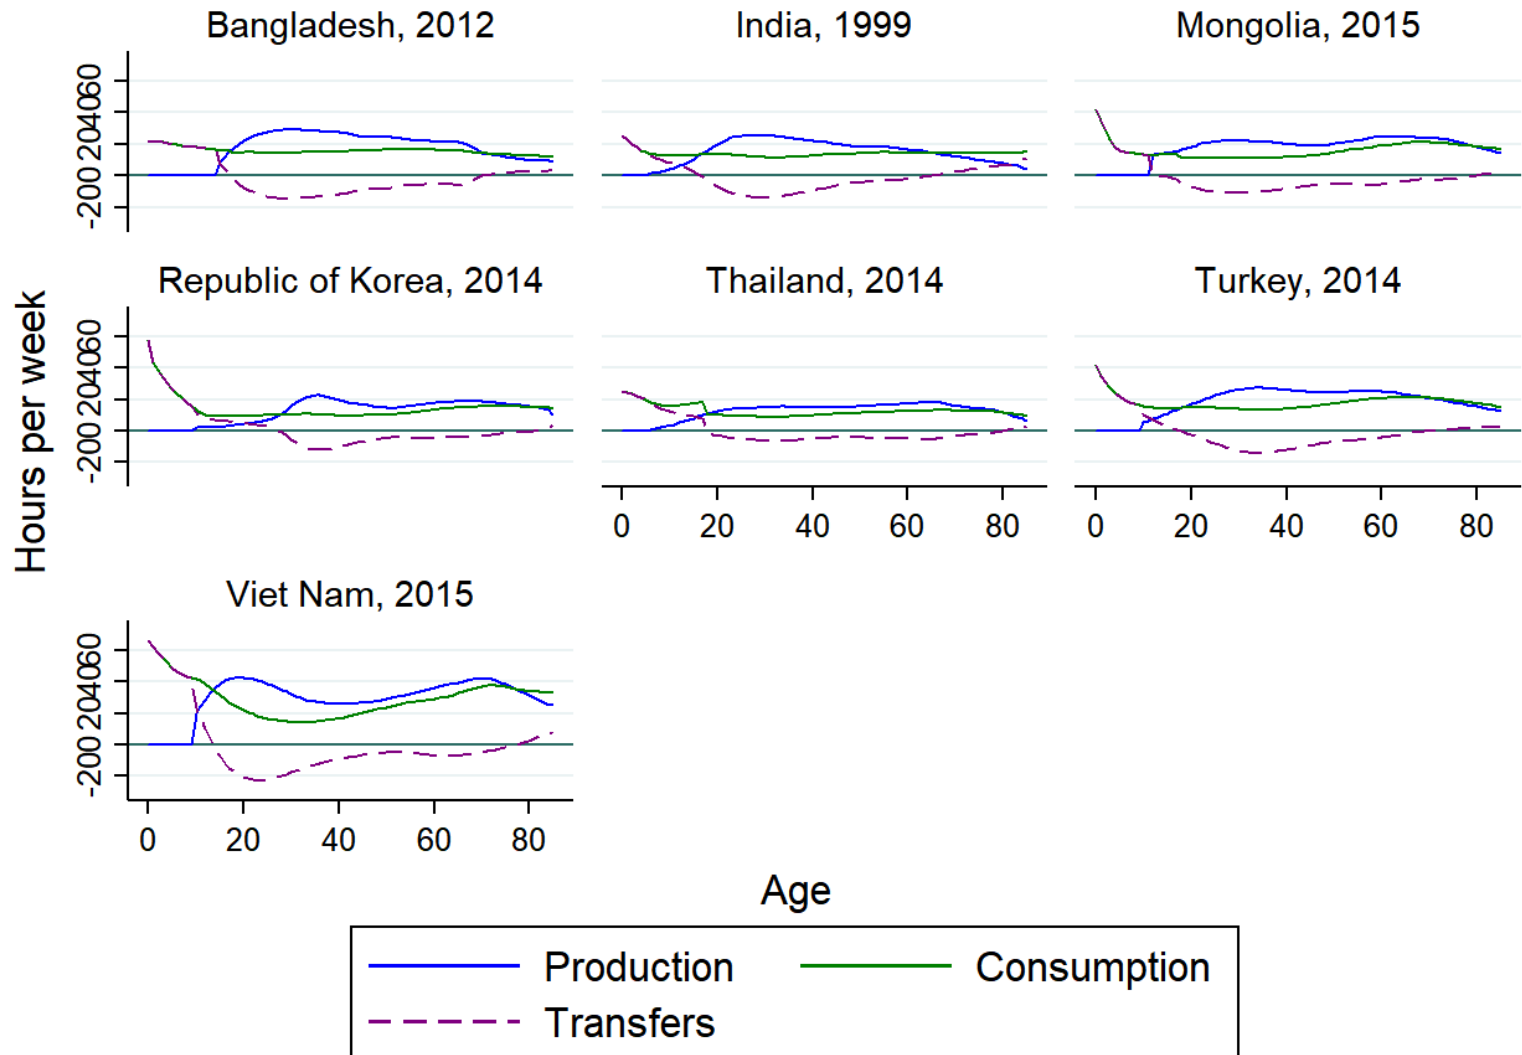 Bangladesh, 2012
India, 1999
Mongolia, 2015
-20 0 20 40 60
Republic of Korea, 2014
Thailand, 2014
Turkey, 2014
-20 0 20 40 60
0 20 40 60 80
0 20 40 60 80
Viet Nam, 2015
-20 0 20 40 60
0 20 40 60 80
Hours per week
Age
Production
Consumption
Transfers